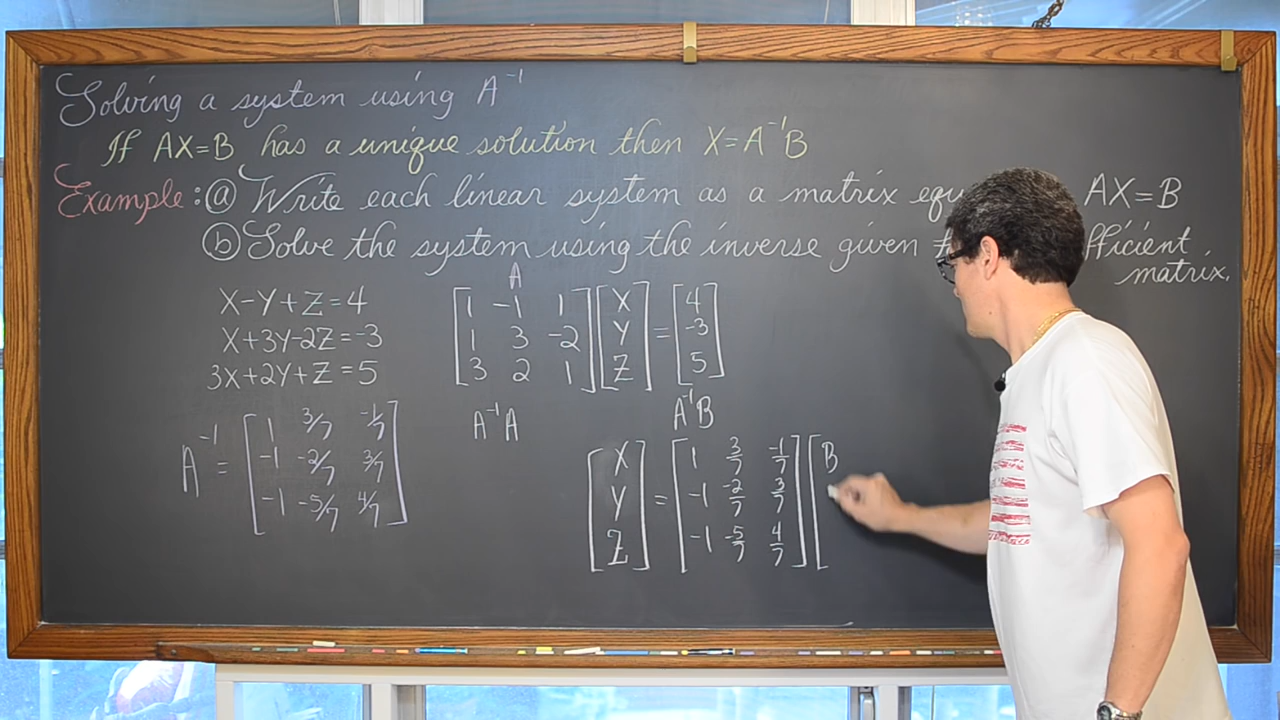 Solving a system using A⁻¹
If AX=B has a unique solution then X=A⁻¹B
Example: ⓐ Write each linear system as a matrix equ AX=B
ⓑ Solve the system using the inverse given fficient
matrix.
A
X-Y+Z=4
X+3Y-2Z=-3
3X+2Y+Z=5
[1 -1 1] [X] = [4]
[1 3 -2] [Y] = [-3]
[3 2 1] [Z] = [5]
A⁻¹A A⁻¹B
A⁻¹ = [1 3/7 -1/7]
[-1 -2/7 3/7]
[-1 -5/7 4/7]
[X] = [1 3/7 -1/7] [B
[Y] = [-1 -2/7 3/7]
[Z] = [-1 -5/7 4/7]